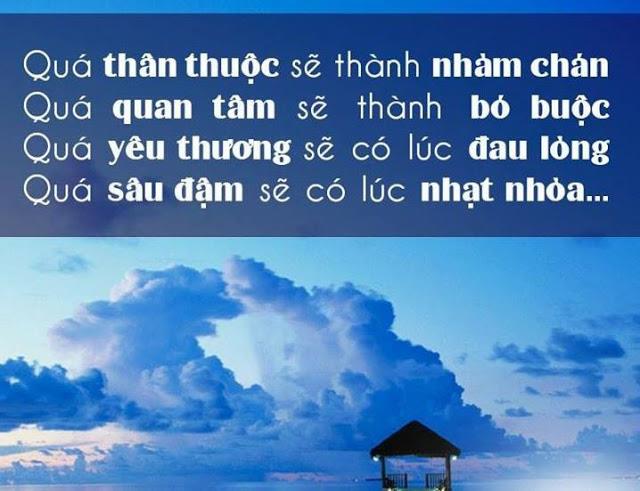 Quá thân thuộc sẽ thành nhàm chán
Quá quan tâm sẽ thành bó buộc
Quá yêu thương sẽ có lúc đau lòng
Quá sâu đậm sẽ có lúc nhạt nhòa...